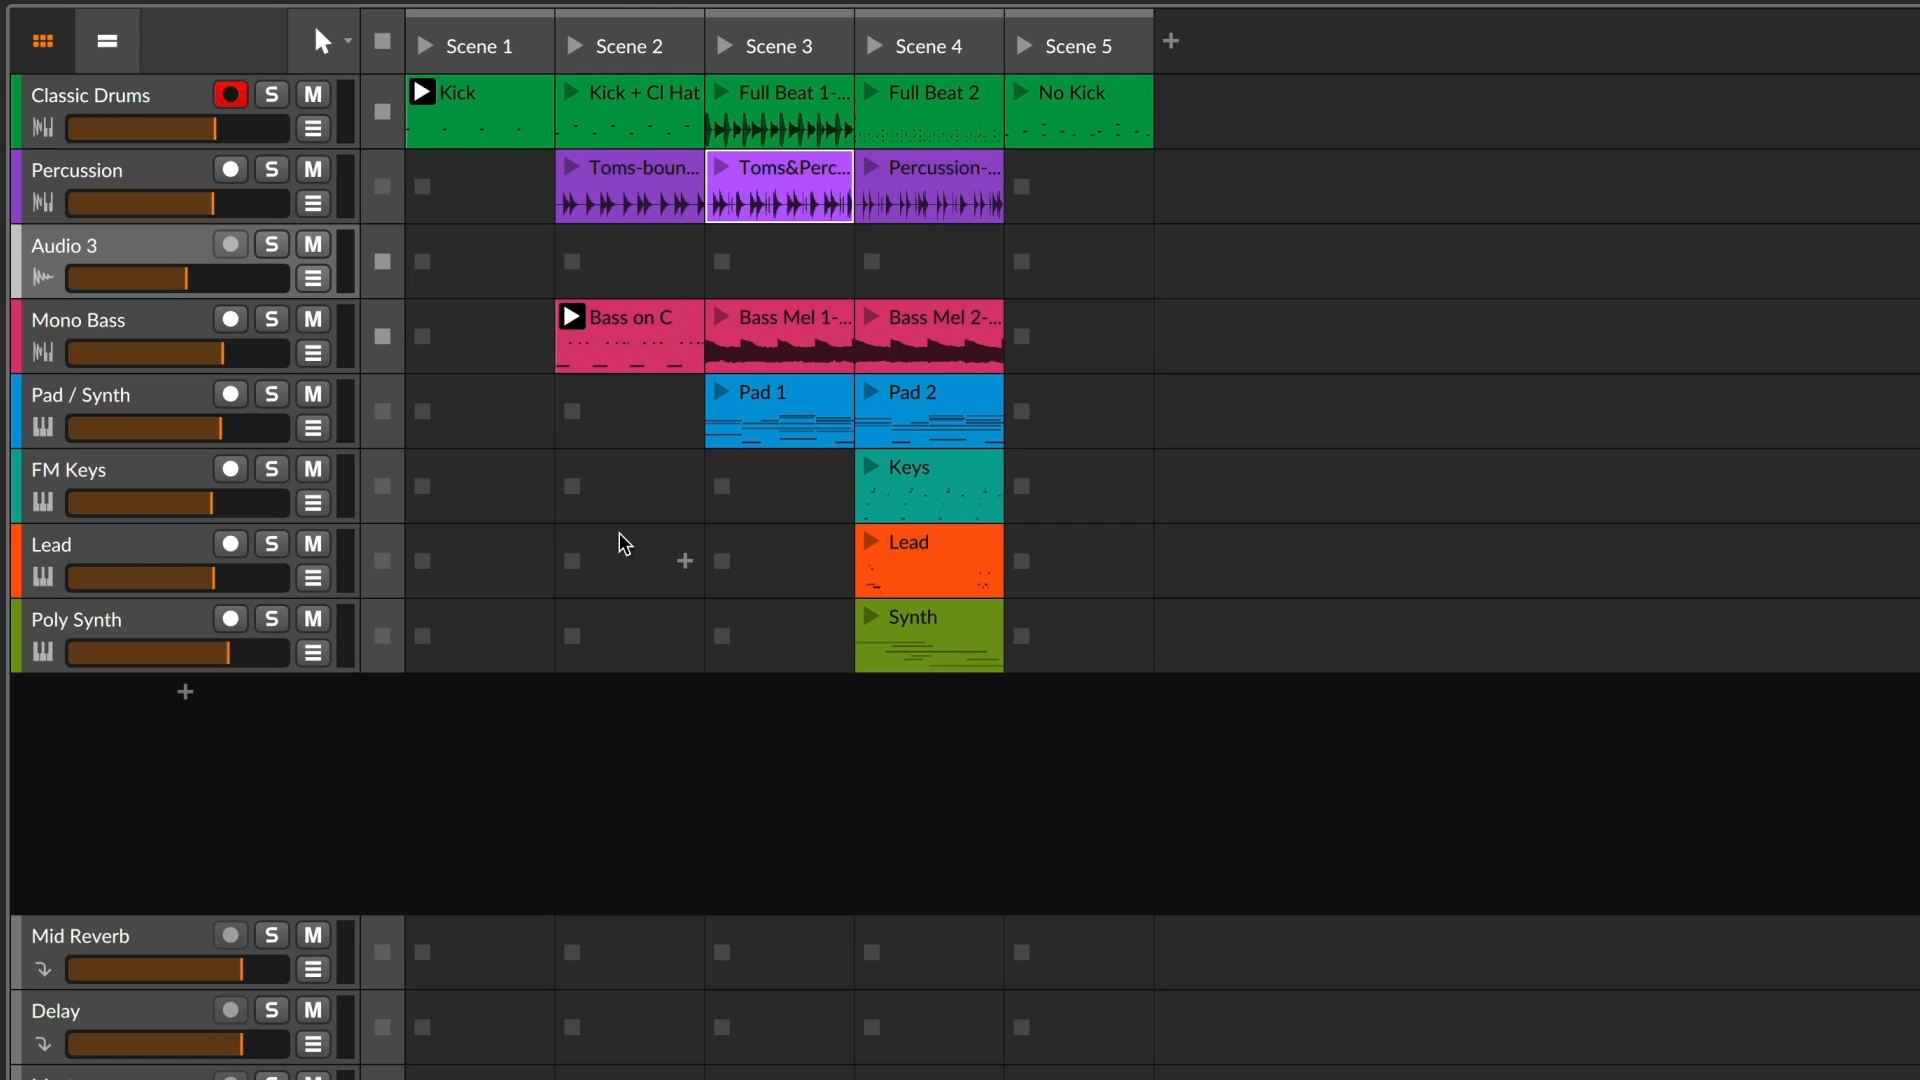 Scene 1 Scene 2 Scene 3 Scene 4 Scene 5
Classic Drums S M Kick Kick + Cl Hat Full Beat 1-... Full Beat 2 No Kick
Percussion S M Toms-boun... Toms&Perc... Percussion-...
Audio 3 S M
Mono Bass S M Bass on C Bass Mel 1-... Bass Mel 2-...
Pad / Synth S M Pad 1 Pad 2
FM Keys S M Keys
Lead S M Lead
Poly Synth S M Synth
Mid Reverb S M
Delay S M